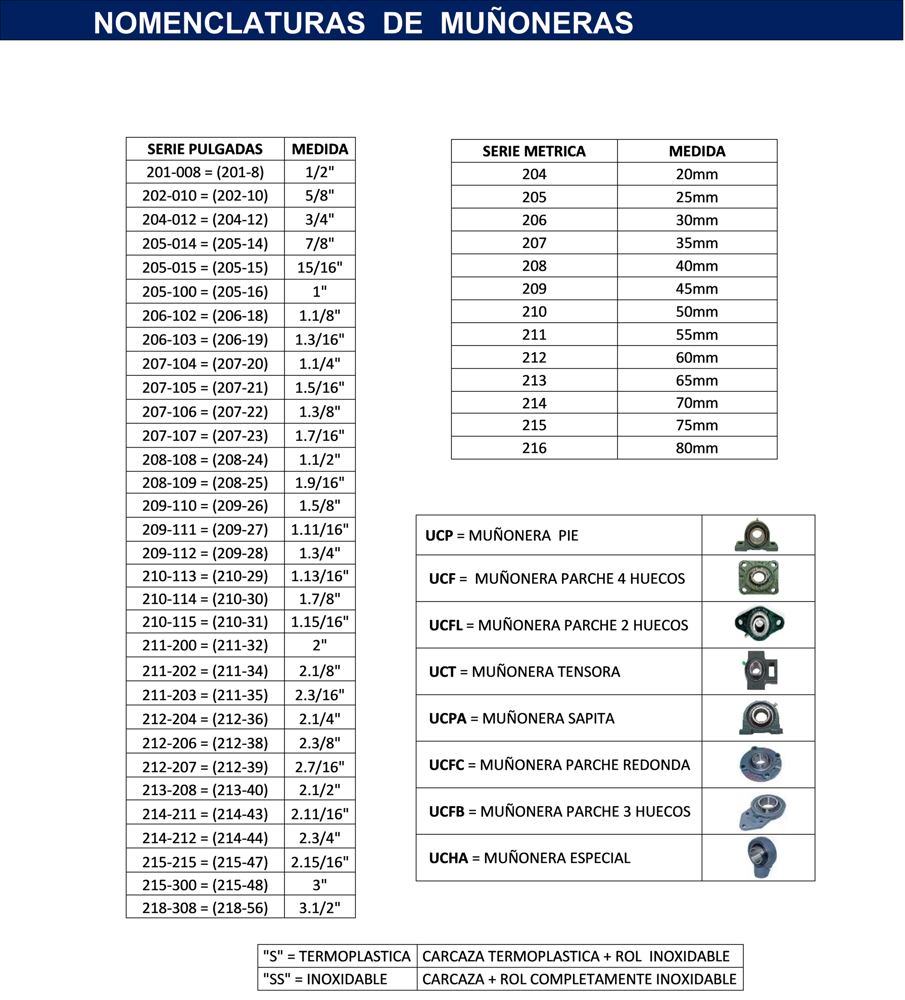 NOMENCLATURAS DE MUÑONERAS
SERIE PULGADAS MEDIDA
201-008 = (201-8) 1/2"
202-010 = (202-10) 5/8"
204-012 = (204-12) 3/4"
205-014 = (205-14) 7/8"
205-015 = (205-15) 15/16"
205-100 = (205-16) 1"
206-102 = (206-18) 1.1/8"
206-103 = (206-19) 1.3/16"
207-104 = (207-20) 1.1/4"
207-105 = (207-21) 1.5/16"
207-106 = (207-22) 1.3/8"
207-107 = (207-23) 1.7/16"
208-108 = (208-24) 1.1/2"
208-109 = (208-25) 1.9/16"
209-110 = (209-26) 1.5/8"
209-111 = (209-27) 1.11/16"
209-112 = (209-28) 1.3/4"
210-113 = (210-29) 1.13/16"
210-114 = (210-30) 1.7/8"
210-115 = (210-31) 1.15/16"
211-200 = (211-32) 2"
211-202 = (211-34) 2.1/8"
211-203 = (211-35) 2.3/16"
212-204 = (212-36) 2.1/4"
212-206 = (212-38) 2.3/8"
212-207 = (212-39) 2.7/16"
213-208 = (213-40) 2.1/2"
214-211 = (214-43) 2.11/16"
214-212 = (214-44) 2.3/4"
215-215 = (215-47) 2.15/16"
215-300 = (215-48) 3"
218-308 = (218-56) 3.1/2"
SERIE METRICA MEDIDA
204 20mm
205 25mm
206 30mm
207 35mm
208 40mm
209 45mm
210 50mm
211 55mm
212 60mm
213 65mm
214 70mm
215 75mm
216 80mm
UCP = MUÑONERA PIE
UCF = MUÑONERA PARCHE 4 HUECOS
UCFL = MUÑONERA PARCHE 2 HUECOS
UCT = MUÑONERA TENSORA
UCPA = MUÑONERA SAPITA
UCFC = MUÑONERA PARCHE REDONDA
UCFB = MUÑONERA PARCHE 3 HUECOS
UCHA = MUÑONERA ESPECIAL
"S" = TERMOPLASTICA CARCAZA TERMOPLASTICA + ROL INOXIDABLE
"SS" = INOXIDABLE CARCAZA + ROL COMPLETAMENTE INOXIDABLE